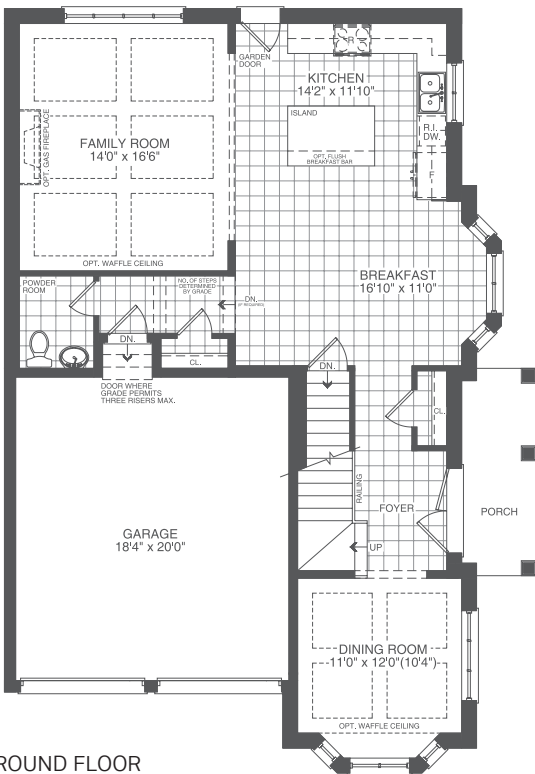 GARDEN
DOOR
R
KITCHEN
14'2" x 11'10"
ISLAND
OPT. FLUSH
BREAKFAST BAR
R.I.
DW.
F
OPT. GAS FIREPLACE
FAMILY ROOM
14'0" x 16'6"
OPT. WAFFLE CEILING
POWDER
ROOM
NO. OF STEPS
DETERMINED
BY GRADE
DN.
(IF REQUIRED)
BREAKFAST
16'10" x 11'0"
DN.
CL.
DOOR WHERE
GRADE PERMITS
THREE RISERS MAX.
DN.
CL.
RAILING
FOYER
PORCH
UP
GARAGE
18'4" x 20'0"
DINING ROOM
11'0" x 12'0"(10'4")
OPT. WAFFLE CEILING
ROUND FLOOR